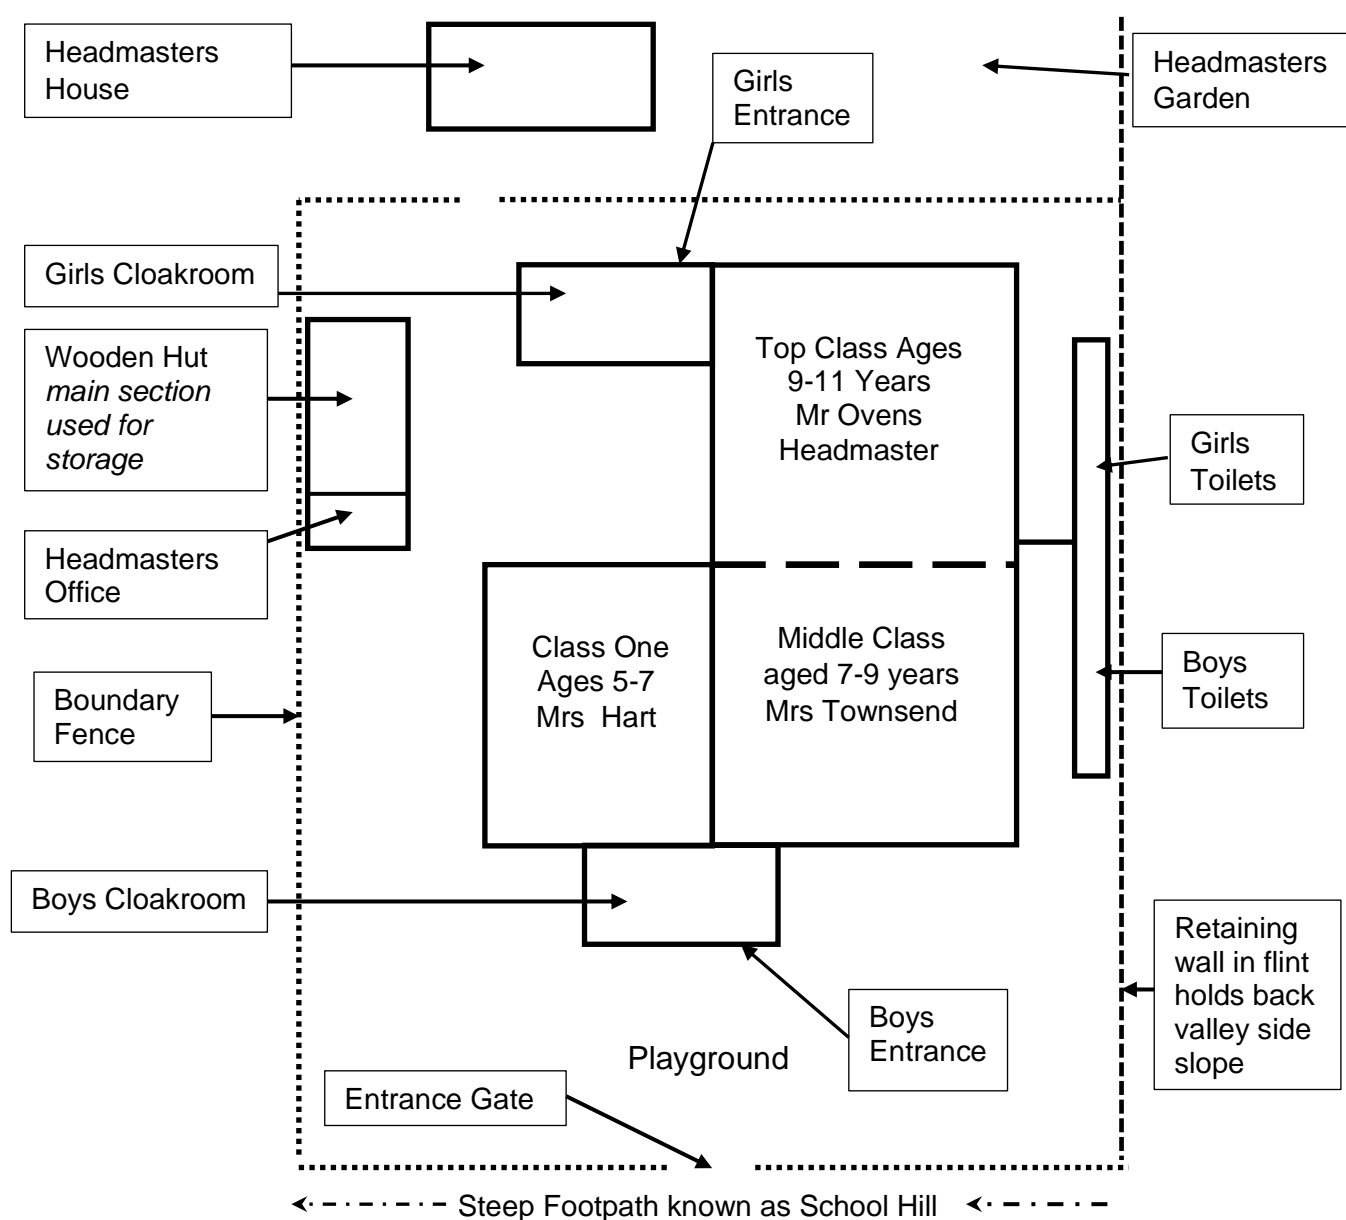 Headmasters
House
Girls
Entrance
Headmasters
Garden
Girls Cloakroom
Wooden Hut
main section
used for
storage
Top Class Ages
9-11 Years
Mr Ovens
Headmaster
Girls
Toilets
Headmasters
Office
Class One
Ages 5-7
Mrs Hart
Middle Class
aged 7-9 years
Mrs Townsend
Boys
Toilets
Boundary
Fence
Boys Cloakroom
Retaining
wall in flint
holds back
valley side
slope
Boys
Entrance
Playground
Entrance Gate
Steep Footpath known as School Hill